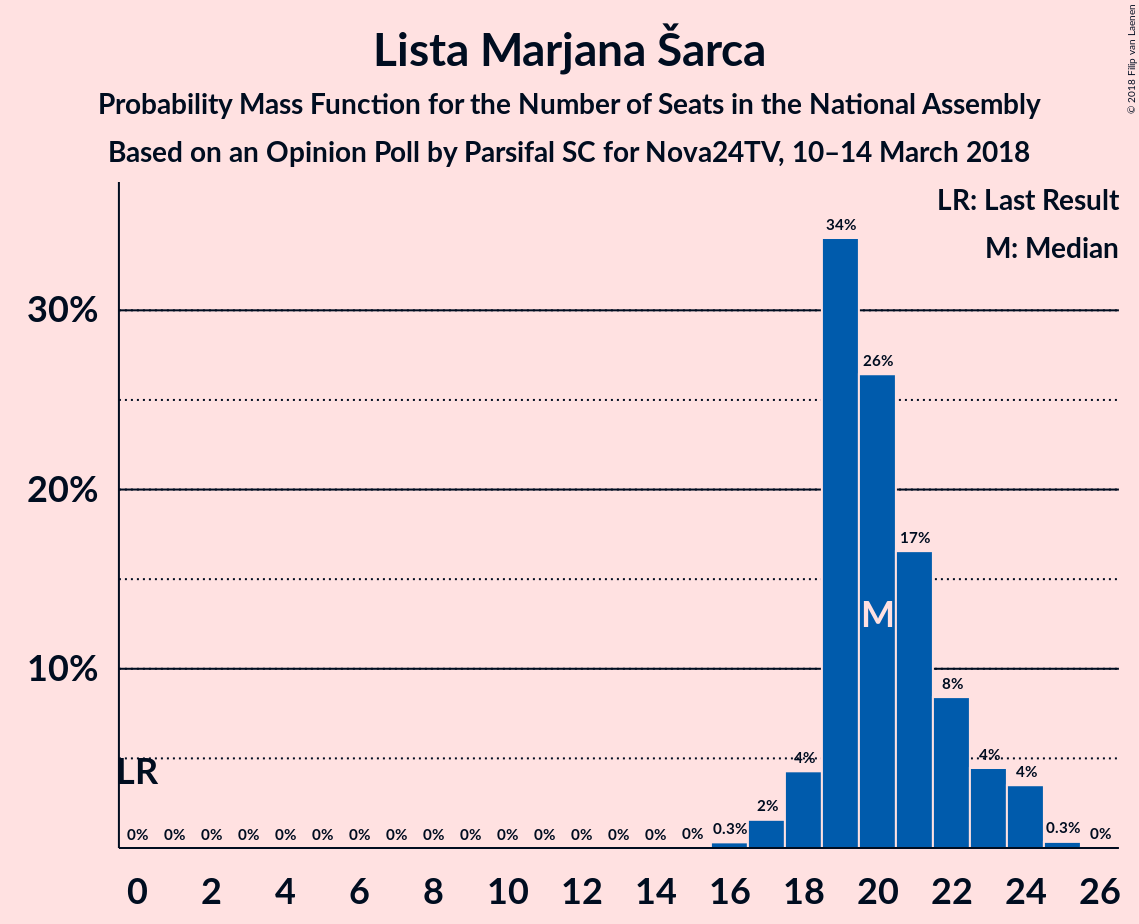 Lista Marjana Šarca
Probability Mass Function for the Number of Seats in the National Assembly
Based on an Opinion Poll by Parsifal SC for Nova24TV, 10–14 March 2018
© 2018 Filip van Laenen
LR: Last Result
M: Median
34%
30%
26%
20%
17%
M
10%
8%
LR
4%
4%
4%
2%
0% 0% 0% 0% 0% 0% 0% 0% 0% 0% 0% 0% 0% 0% 0% 0% 0.3% 0.3% 0%
0 2 4 6 8 10 12 14 16 18 20 22 24 26